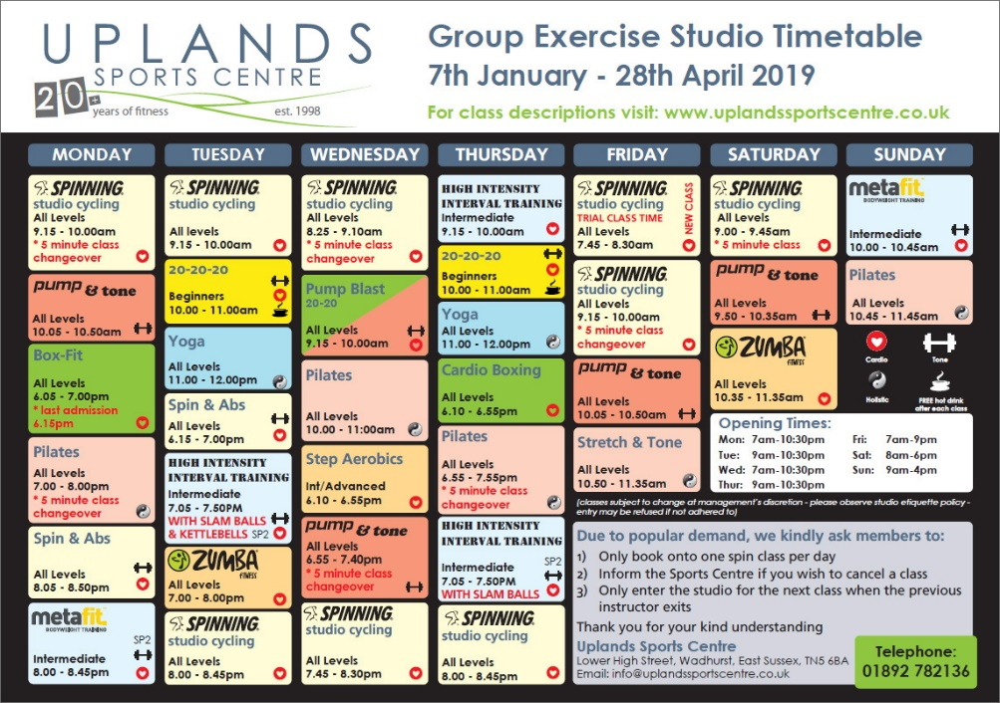 UPLANDS
SPORTS CENTRE
20+ years of fitness
est. 1998
Group Exercise Studio Timetable
7th January - 28th April 2019
For class descriptions visit: www.uplandssportscentre.co.uk
MONDAY
SPINNING.
studio cycling
All Levels
9.15 - 10.00am
* 5 minute class
changeover
pump & tone
All Levels
10.05 - 10.50am
Box-Fit
All Levels
6.05 - 7.00pm
* last admission
6.15pm
Pilates
All Levels
7.00 - 8.00pm
* 5 minute class
changeover
Spin & Abs
All Levels
8.05 - 8.50pm
metafit.
BODYWEIGHT TRAINING
SP2
Intermediate
8.00 - 8.45pm
TUESDAY
SPINNING.
studio cycling
All levels
9.15 - 10.00am
20-20-20
Beginners
10.00 - 11.00am
Yoga
All Levels
11.00 - 12.00pm
Spin & Abs
All Levels
6.15 - 7.00pm
HIGH INTENSITY
INTERVAL TRAINING
Intermediate
7.05 - 7.50PM
WITH SLAM BALLS
& KETTLEBELLS SP2
ZUMBA
FITNESS
All Levels
7.00 - 8.00pm
SPINNING.
studio cycling
All Levels
8.00 - 8.45pm
WEDNESDAY
SPINNING.
studio cycling
All Levels
8.25 - 9.10am
* 5 minute class
changeover
Pump Blast
20-20
All Levels
9.15 - 10.00am
Pilates
All Levels
10.00 - 11:00am
Step Aerobics
Int/Advanced
6.10 - 6.55pm
pump & tone
All Levels
6.55 - 7.40pm
* 5 minute class
changeover
SPINNING.
studio cycling
All Levels
7.45 - 8.30pm
THURSDAY
HIGH INTENSITY
INTERVAL TRAINING
Intermediate
9.15 - 10.00am
20-20-20
Beginners
10.00 - 11.00am
Yoga
All Levels
11.00 - 12.00pm
Cardio Boxing
All Levels
6.10 - 6.55pm
Pilates
All Levels
6.55 - 7.55pm
* 5 minute class
changeover
HIGH INTENSITY
INTERVAL TRAINING
SP2
Intermediate
7.05 - 7.50PM
WITH SLAM BALLS
SPINNING.
studio cycling
All Levels
8.00 - 8.45pm
FRIDAY
SPINNING.
studio cycling
TRIAL CLASS TIME
All Levels
7.45 - 8.30am
NEW CLASS
SPINNING.
studio cycling
All Levels
9.15 - 10.00am
* 5 minute class
changeover
pump & tone
All Levels
10.05 - 10.50am
Stretch & Tone
All Levels
10.50 - 11.35am
SATURDAY
SPINNING.
studio cycling
All Levels
9.00 - 9.45am
* 5 minute class
pump & tone
All Levels
9.50 - 10.35am
ZUMBA
FITNESS
All Levels
10.35 - 11.35am
SUNDAY
metafit.
BODYWEIGHT TRAINING
Intermediate
10.00 - 10.45am
Pilates
All Levels
10.45 - 11.45am
Cardio
Tone
Holistic
FREE hot drink
after each class
Opening Times:
Mon: 7am-10:30pm
Tue: 9am-10:30pm
Wed: 7am-10:30pm
Thur: 9am-10:30pm
Fri: 7am-9pm
Sat: 8am-6pm
Sun: 9am-4pm
(classes subject to change at management's discretion - please observe studio etiquette policy -
entry may be refused if not adhered to)
Due to popular demand, we kindly ask members to:
1) Only book onto one spin class per day
2) Inform the Sports Centre if you wish to cancel a class
3) Only enter the studio for the next class when the previous
instructor exits
Thank you for your kind understanding
Uplands Sports Centre
Lower High Street, Wadhurst, East Sussex, TN5 6BA
Email: info@uplandssportscentre.co.uk
Telephone:
01892 782136